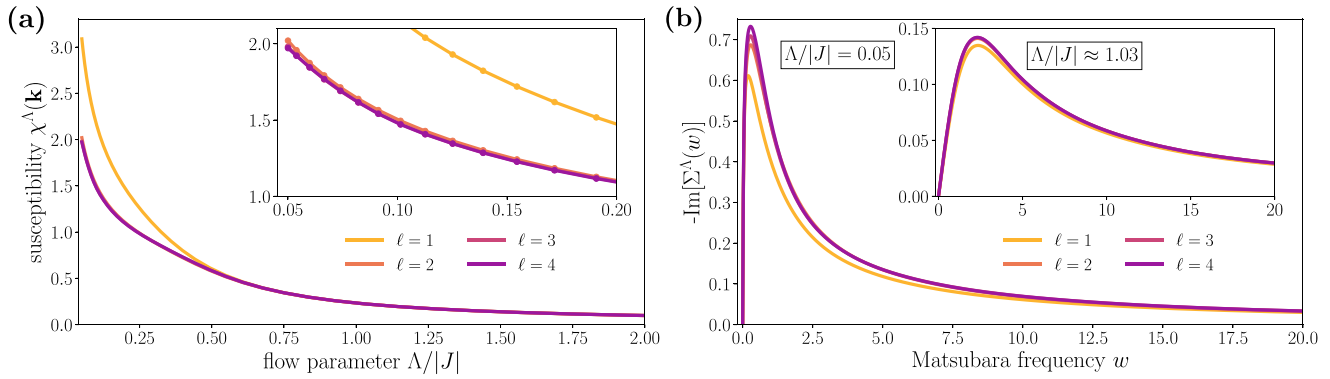 (a)
susceptibility χ^Λ(k)
3.0
2.5
2.0
1.5
1.0
0.5
0.0
0.25 0.50 0.75 1.00 1.25 1.50 1.75 2.00
flow parameter Λ/|J|
2.0
1.5
1.0
0.05 0.10 0.15 0.20
ℓ = 1 ℓ = 3
ℓ = 2 ℓ = 4
(b)
-Im[Σ^Λ(w)]
0.7
0.6
0.5
0.4
0.3
0.2
0.1
0.0
0.0 2.5 5.0 7.5 10.0 12.5 15.0 17.5 20.0
Matsubara frequency w
Λ/|J| = 0.05
Λ/|J| ≈ 1.03
0.15
0.10
0.05
0.00
0 5 10 15 20
ℓ = 1 ℓ = 3
ℓ = 2 ℓ = 4